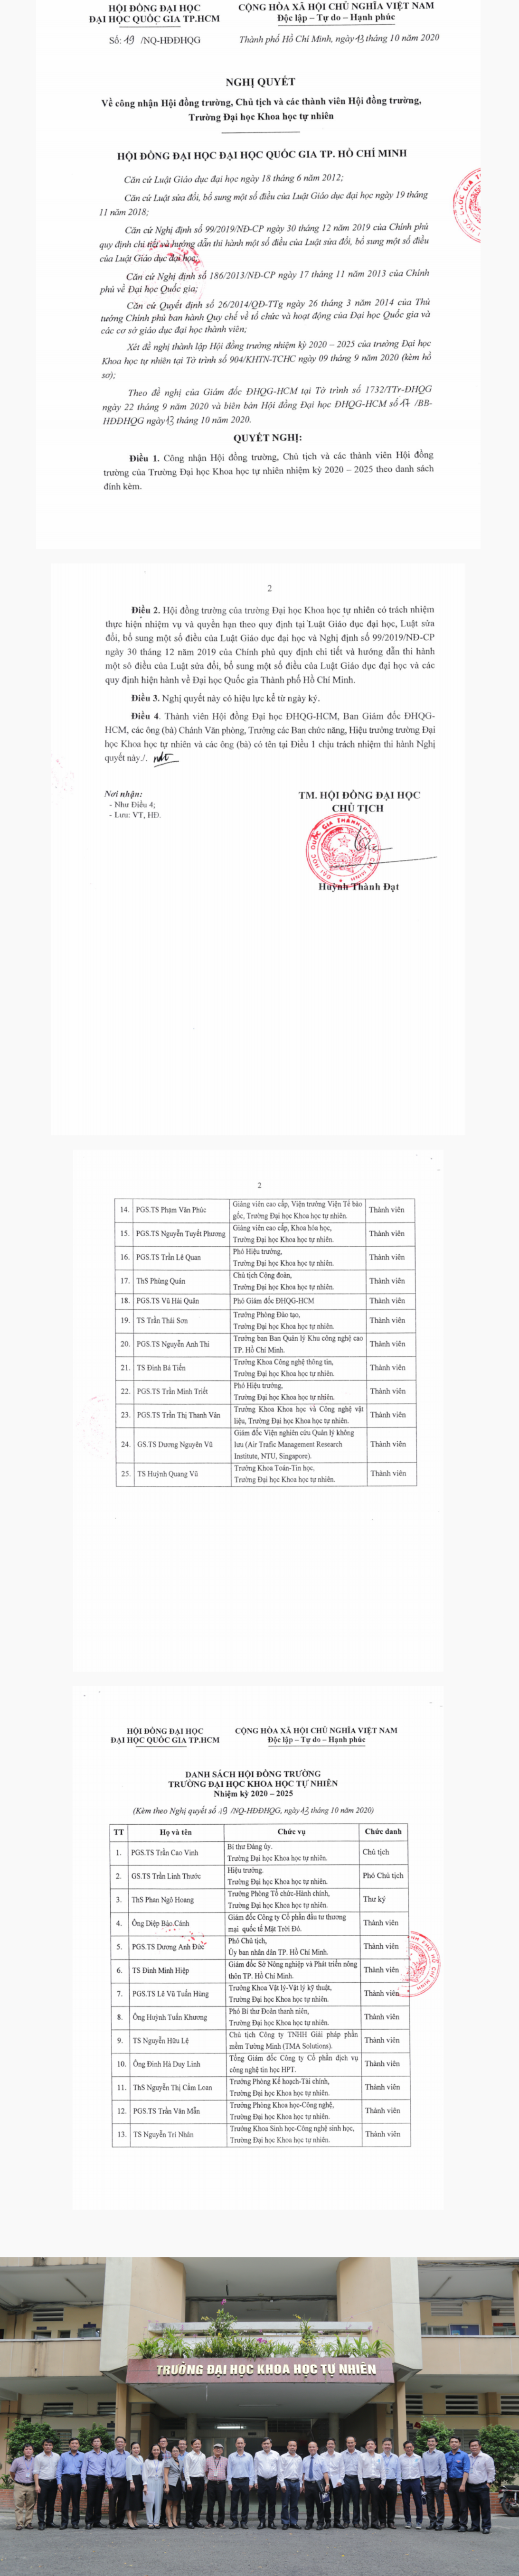 HỘI ĐỒNG ĐẠI HỌC
ĐẠI HỌC QUỐC GIA TP.HCM
CỘNG HÒA XÃ HỘI CHỦ NGHĨA VIỆT NAM
Độc lập – Tự do – Hạnh phúc
Số: 19 /NQ-HĐĐHQG
Thành phố Hồ Chí Minh, ngày 13 tháng 10 năm 2020
NGHỊ QUYẾT
Về công nhận Hội đồng trường, Chủ tịch và các thành viên Hội đồng trường,
Trường Đại học Khoa học tự nhiên
HỘI ĐỒNG ĐẠI HỌC ĐẠI HỌC QUỐC GIA TP. HỒ CHÍ MINH
Căn cứ Luật Giáo dục đại học ngày 18 tháng 6 năm 2012;
Căn cứ Luật sửa đổi, bổ sung một số điều của Luật Giáo dục đại học ngày 19 tháng
11 năm 2018;
Căn cứ Nghị định số 99/2019/NĐ-CP ngày 30 tháng 12 năm 2019 của Chính phủ
quy định chi tiết và hướng dẫn thi hành một số điều của Luật sửa đổi, bổ sung một số điều
của Luật Giáo dục đại học;
Căn cứ Nghị định số 186/2013/NĐ-CP ngày 17 tháng 11 năm 2013 của Chính
phủ về Đại học Quốc gia;
Căn cứ Quyết định số 26/2014/QĐ-TTg ngày 26 tháng 3 năm 2014 của Thủ
tướng Chính phủ ban hành Quy chế về tổ chức và hoạt động của Đại học Quốc gia và
các cơ sở giáo dục đại học thành viên;
Xét đề nghị thành lập Hội đồng trường nhiệm kỳ 2020 – 2025 của trường Đại học
Khoa học tự nhiên tại Tờ trình số 904/KHTN-TCHC ngày 09 tháng 9 năm 2020 (kèm hồ
sơ);
Theo đề nghị của Giám đốc ĐHQG-HCM tại Tờ trình số 1732/TTr-ĐHQG
ngày 22 tháng 9 năm 2020 và biên bản Hội đồng Đại học ĐHQG-HCM số 17 /BB-
HĐĐHQG ngày 13 tháng 10 năm 2020.
QUYẾT NGHỊ:
Điều 1. Công nhận Hội đồng trường, Chủ tịch và các thành viên Hội đồng
trường của Trường Đại học Khoa học tự nhiên nhiệm kỳ 2020 – 2025 theo danh sách
đính kèm.
2
Điều 2. Hội đồng trường của trường Đại học Khoa học tự nhiên có trách nhiệm
thực hiện nhiệm vụ và quyền hạn theo quy định tại Luật Giáo dục đại học, Luật sửa
đổi, bổ sung một số điều của Luật Giáo dục đại học và Nghị định số 99/2019/NĐ-CP
ngày 30 tháng 12 năm 2019 của Chính phủ quy định chi tiết và hướng dẫn thi hành
một số điều của Luật sửa đổi, bổ sung một số điều của Luật Giáo dục đại học và các
quy định hiện hành về Đại học Quốc gia Thành phố Hồ Chí Minh.
Điều 3. Nghị quyết này có hiệu lực kể từ ngày ký.
Điều 4. Thành viên Hội đồng Đại học ĐHQG-HCM, Ban Giám đốc ĐHQG-
HCM, các ông (bà) Chánh Văn phòng, Trưởng các Ban chức năng, Hiệu trưởng trường Đại
học Khoa học tự nhiên và các ông (bà) có tên tại Điều 1 chịu trách nhiệm thi hành Nghị
quyết này./.
Nơi nhận:
- Như Điều 4;
- Lưu: VT, HĐ.
TM. HỘI ĐỒNG ĐẠI HỌC
CHỦ TỊCH
Huỳnh Thành Đạt
2
14. PGS.TS Phạm Văn Phúc Giảng viên cao cấp, Viện trưởng Viện Tế bào Thành viên
gốc, Trường Đại học Khoa học tự nhiên.
15. PGS.TS Nguyễn Tuyết Phương Giảng viên cao cấp, Khoa hóa học, Thành viên
Trường Đại học Khoa học tự nhiên.
16. PGS.TS Trần Lê Quan Phó Hiệu trưởng, Thành viên
Trường Đại học Khoa học tự nhiên.
17. ThS Phùng Quán Chủ tịch Công đoàn, Thành viên
Trường Đại học Khoa học tự nhiên.
18. PGS.TS Vũ Hải Quân Phó Giám đốc ĐHQG-HCM Thành viên
19. TS Trần Thái Sơn Trưởng Phòng Đào tạo, Thành viên
Trường Đại học Khoa học tự nhiên.
20. PGS.TS Nguyễn Anh Thi Trưởng ban Ban Quản lý Khu công nghệ cao Thành viên
TP. Hồ Chí Minh.
21. TS Đinh Bá Tiến Trưởng Khoa Công nghệ thông tin, Thành viên
Trường Đại học Khoa học tự nhiên.
22. PGS.TS Trần Minh Triết Phó Hiệu trưởng, Thành viên
Trường Đại học Khoa học tự nhiên.
23. PGS.TS Trần Thị Thanh Vân Trưởng Khoa Khoa học và Công nghệ vật Thành viên
liệu, Trường Đại học Khoa học tự nhiên.
24. GS.TS Dương Nguyên Vũ Giám đốc Viện nghiên cứu Quản lý không Thành viên
lưu (Air Trafic Management Research
Institute, NTU, Singapore).
25. TS Huỳnh Quang Vũ Trưởng Khoa Toán-Tin học, Thành viên
Trường Đại học Khoa học tự nhiên.
HỘI ĐỒNG ĐẠI HỌC
ĐẠI HỌC QUỐC GIA TP.HCM
CỘNG HÒA XÃ HỘI CHỦ NGHĨA VIỆT NAM
Độc lập – Tự do – Hạnh phúc
DANH SÁCH HỘI ĐỒNG TRƯỜNG
TRƯỜNG ĐẠI HỌC KHOA HỌC TỰ NHIÊN
Nhiệm kỳ 2020 – 2025
(Kèm theo Nghị quyết số 19 /NQ-HĐĐHQG, ngày 13 tháng 10 năm 2020)
TT Họ và tên Chức vụ Chức danh
1. PGS.TS Trần Cao Vinh Bí thư Đảng ủy. Chủ tịch
Trường Đại học Khoa học tự nhiên.
2. GS.TS Trần Linh Thước Hiệu trưởng. Phó Chủ tịch
Trường Đại học Khoa học tự nhiên.
3. ThS Phan Ngô Hoang Trưởng Phòng Tổ chức-Hành chính, Thư ký
Trường Đại học Khoa học tự nhiên.
4. Ông Diệp Bảo Cánh Giám đốc Công ty Cổ phần đầu tư thương Thành viên
mại quốc tế Mặt Trời Đỏ.
5. PGS.TS Dương Anh Đức Phó Chủ tịch, Thành viên
Ủy ban nhân dân TP. Hồ Chí Minh.
6. TS Đinh Minh Hiệp Giám đốc Sở Nông nghiệp và Phát triển nông Thành viên
thôn TP. Hồ Chí Minh.
7. PGS.TS Lê Vũ Tuấn Hùng Trưởng Khoa Vật lý-Vật lý kỹ thuật, Thành viên
Trường Đại học Khoa học tự nhiên.
8. Ông Huỳnh Tuấn Khương Phó Bí thư Đoàn thanh niên, Thành viên
Trường Đại học Khoa học tự nhiên.
9. TS Nguyễn Hữu Lệ Chủ tịch Công ty TNHH Giải pháp phần Thành viên
mềm Tường Minh (TMA Solutions).
10. Ông Đinh Hà Duy Linh Tổng Giám đốc Công ty Cổ phần dịch vụ Thành viên
công nghệ tin học HPT.
11. ThS Nguyễn Thị Cẩm Loan Trưởng Phòng Kế hoạch-Tài chính, Thành viên
Trường Đại học Khoa học tự nhiên.
12. PGS.TS Trần Văn Mẫn Trưởng Phòng Khoa học-Công nghệ, Thành viên
Trường Đại học Khoa học tự nhiên.
13. TS Nguyễn Trí Nhân Trưởng Khoa Sinh học-Công nghệ sinh học, Thành viên
Trường Đại học Khoa học tự nhiên.
TRƯỜNG ĐẠI HỌC KHOA HỌC TỰ NHIÊN